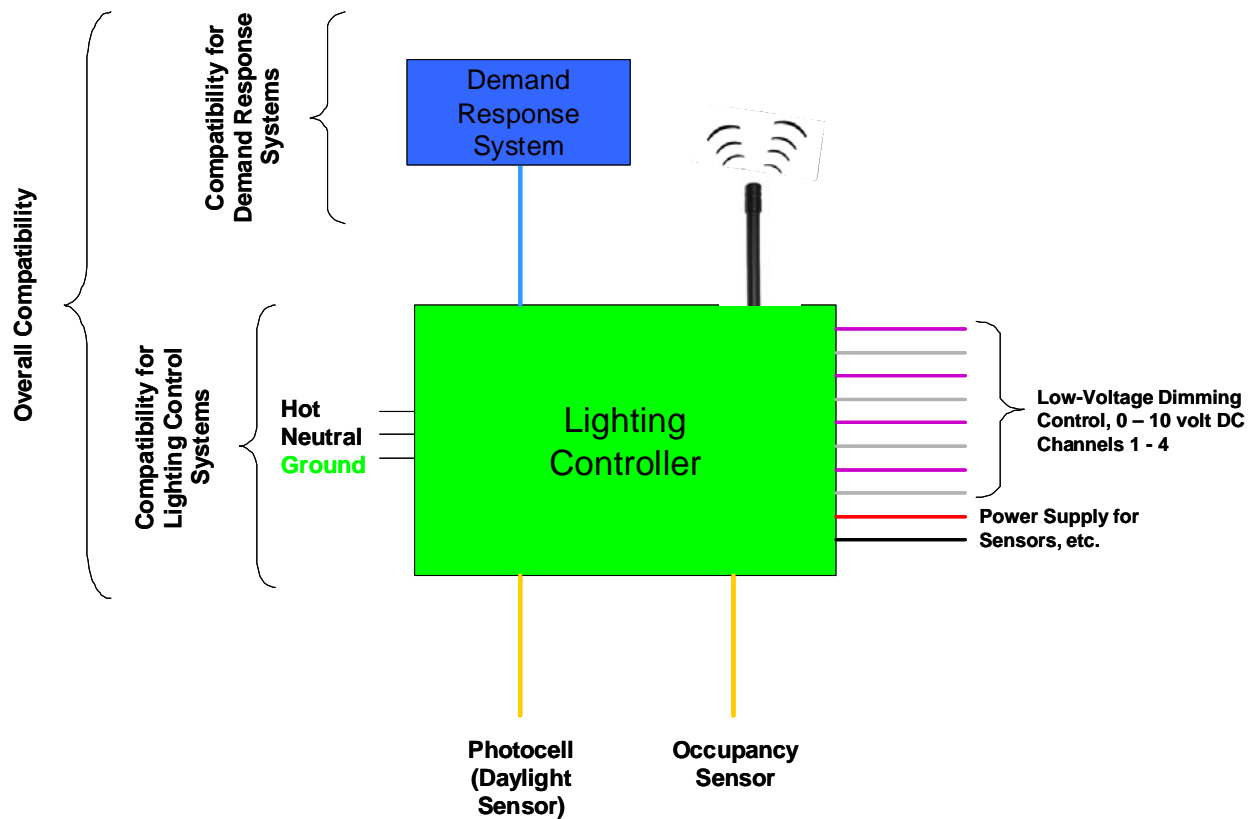 Overall Compatibility
Compatibility for
Demand Response
Systems
Demand
Response
System
Compatibility for
Lighting Control
Systems
Hot
Neutral
Ground
Lighting
Controller
Low-Voltage Dimming
Control, 0 – 10 volt DC
Channels 1 - 4
Power Supply for
Sensors, etc.
Photocell
(Daylight
Sensor)
Occupancy
Sensor